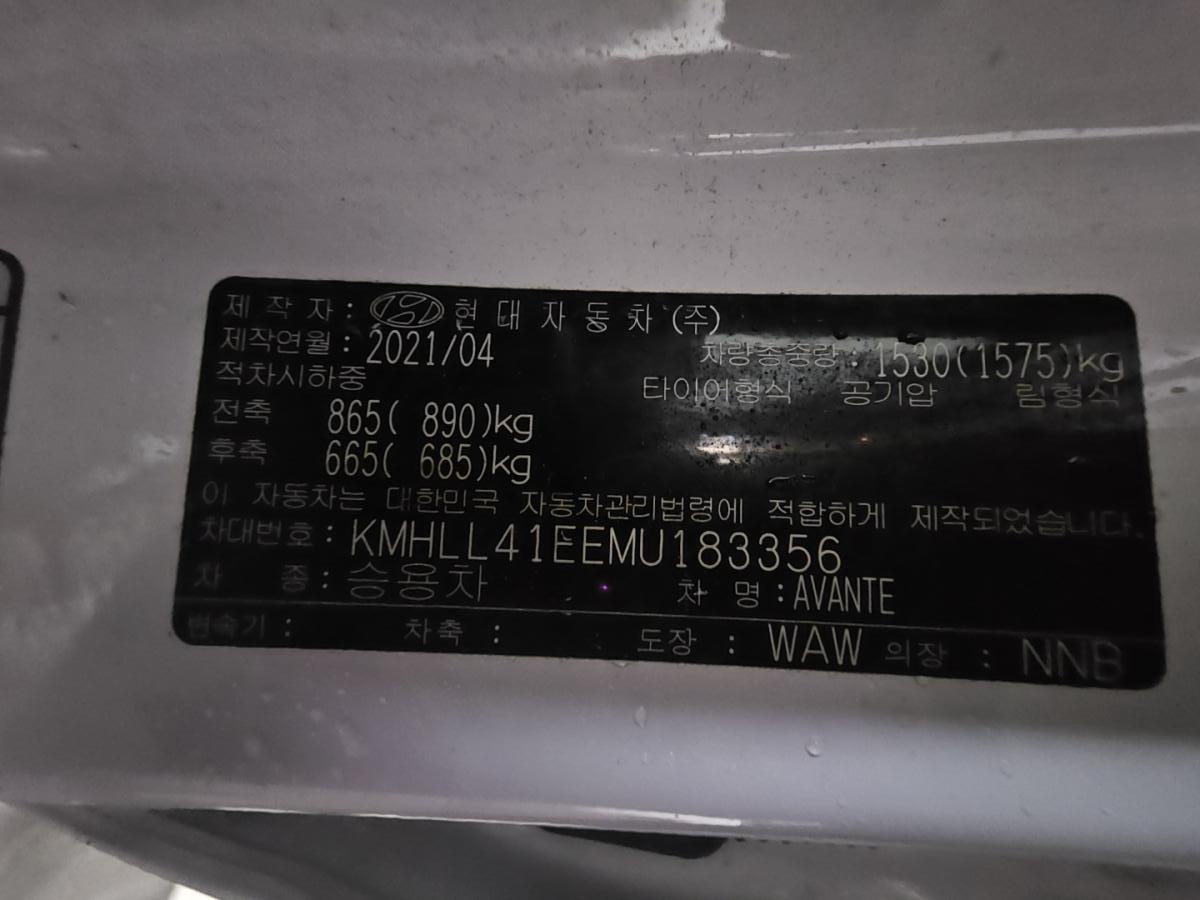 제 작 자 : 현 대 자 동 차 (주)
제작연월 : 2021/04 차량총중량 : 1530(1575)kg
적차시하중 타이어형식 공기압 림형식
전축 865( 890)kg
후축 665( 685)kg
이 자동차는 대한민국 자동차관리법령에 적합하게 제작되었습니다.
차대번호 : KMHLL41EEMU183356
차 종 : 승용차 차 명 : AVANTE
변속기 : 차축 : 도장 : WAW 의장 : NNB